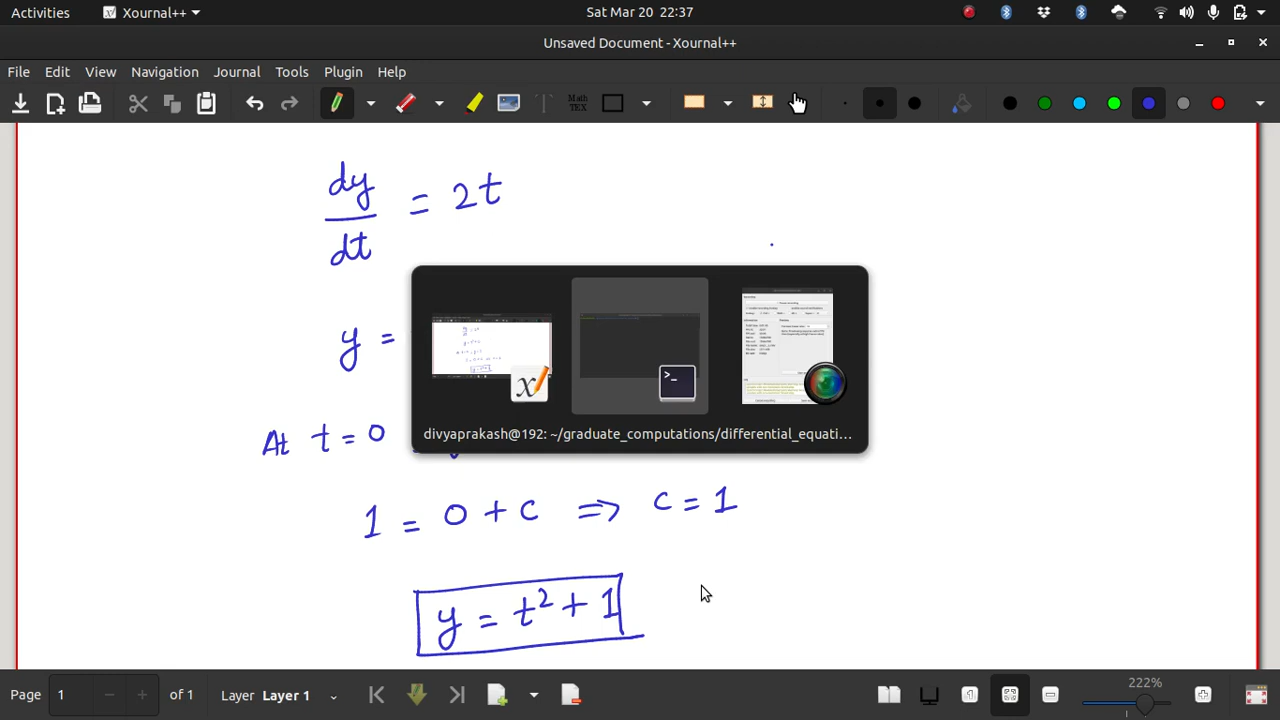 Activities Xournal++ Sat Mar 20 22:37
Unsaved Document - Xournal++
File Edit View Navigation Journal Tools Plugin Help
Math TEX
dy/dt = 2t
y =
divyaprakash@192: ~/graduate_computations/differential_equati...
At t = 0
1 = 0 + c ⇒ c = 1
y = t² + 1
Page 1 of 1 Layer Layer 1 222%